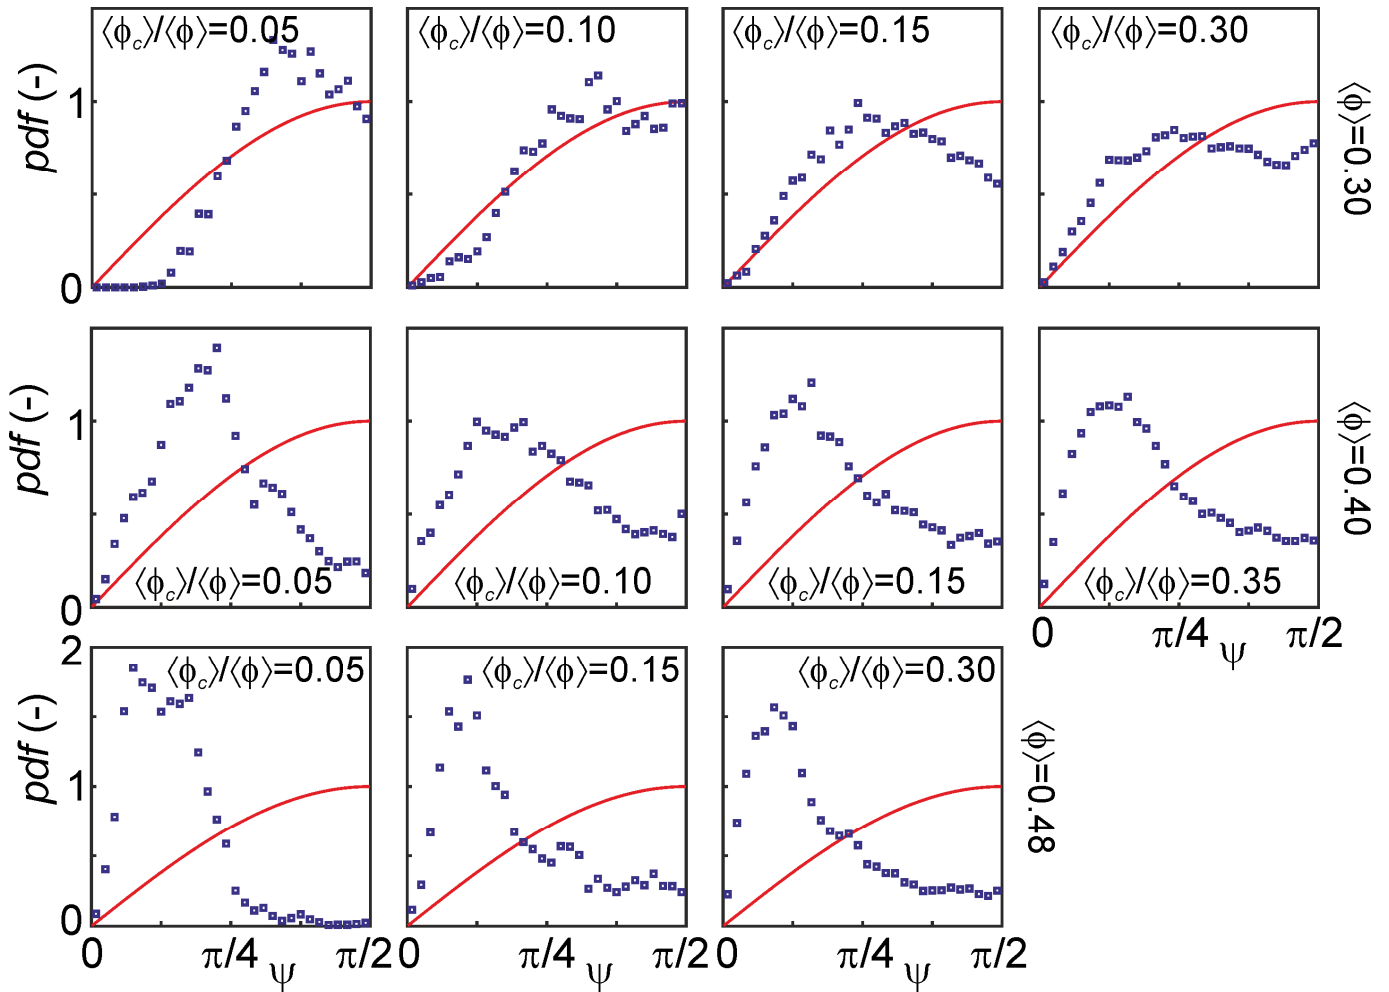 ⟨ϕc⟩/⟨ϕ⟩=0.05
⟨ϕc⟩/⟨ϕ⟩=0.10
⟨ϕc⟩/⟨ϕ⟩=0.15
⟨ϕc⟩/⟨ϕ⟩=0.30
pdf (-)
1
0
⟨ϕ⟩=0.30
pdf (-)
1
0
⟨ϕc⟩/⟨ϕ⟩=0.05
⟨ϕc⟩/⟨ϕ⟩=0.10
⟨ϕc⟩/⟨ϕ⟩=0.15
⟨ϕc⟩/⟨ϕ⟩=0.35
⟨ϕ⟩=0.40
0 π/4 ψ π/2
2
⟨ϕc⟩/⟨ϕ⟩=0.05
⟨ϕc⟩/⟨ϕ⟩=0.15
⟨ϕc⟩/⟨ϕ⟩=0.30
pdf (-)
1
0
⟨ϕ⟩=0.48
0 π/4 ψ π/2
0 π/4 ψ π/2
0 π/4 ψ π/2